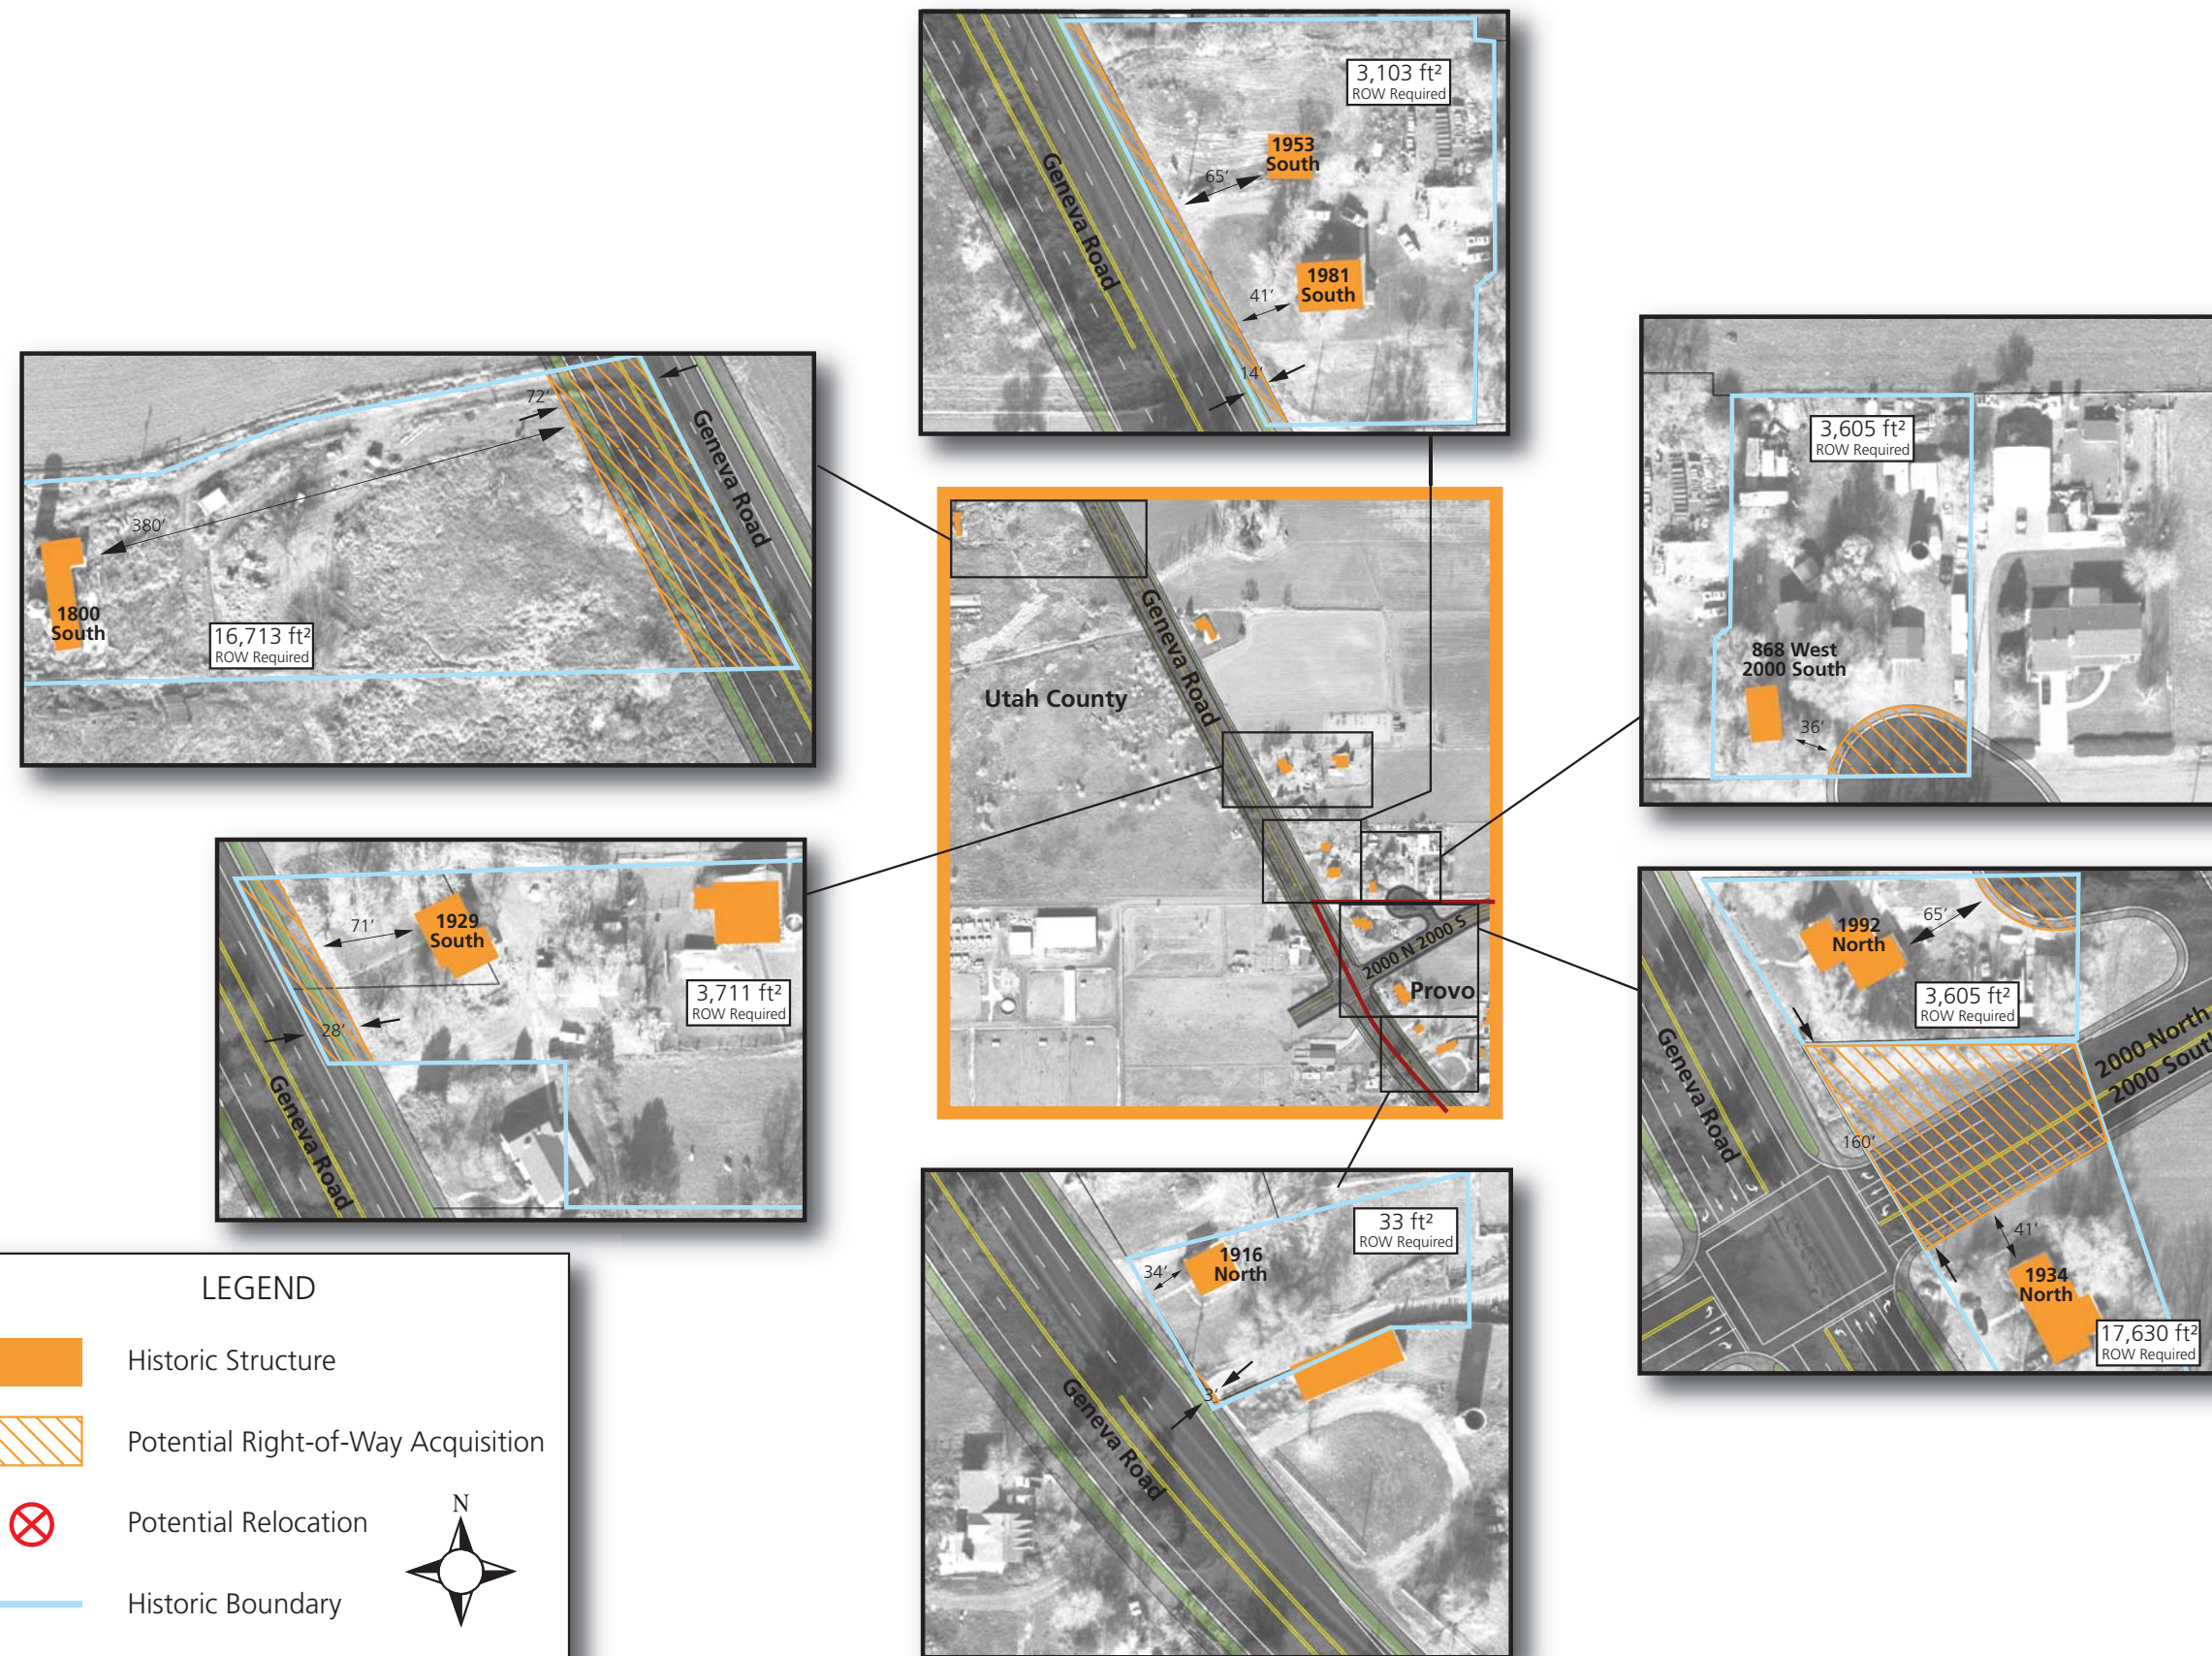 3,103 ft²
ROW Required
1953
South
65'
Geneva Road
1981
South
41'
14'
72'
Geneva Road
380'
1800
South
16,713 ft²
ROW Required
3,605 ft²
ROW Required
868 West
2000 South
36'
Geneva Road
Utah County
2000 N 2000 S
Provo
71'
1929
South
3,711 ft²
ROW Required
28'
Geneva Road
1992
North
65'
3,605 ft²
ROW Required
Geneva Road
2000 North
2000 South
160'
41'
1934
North
17,630 ft²
ROW Required
33 ft²
ROW Required
1916
North
34'
3'
Geneva Road
LEGEND
Historic Structure
Potential Right-of-Way Acquisition
Potential Relocation
N
Historic Boundary